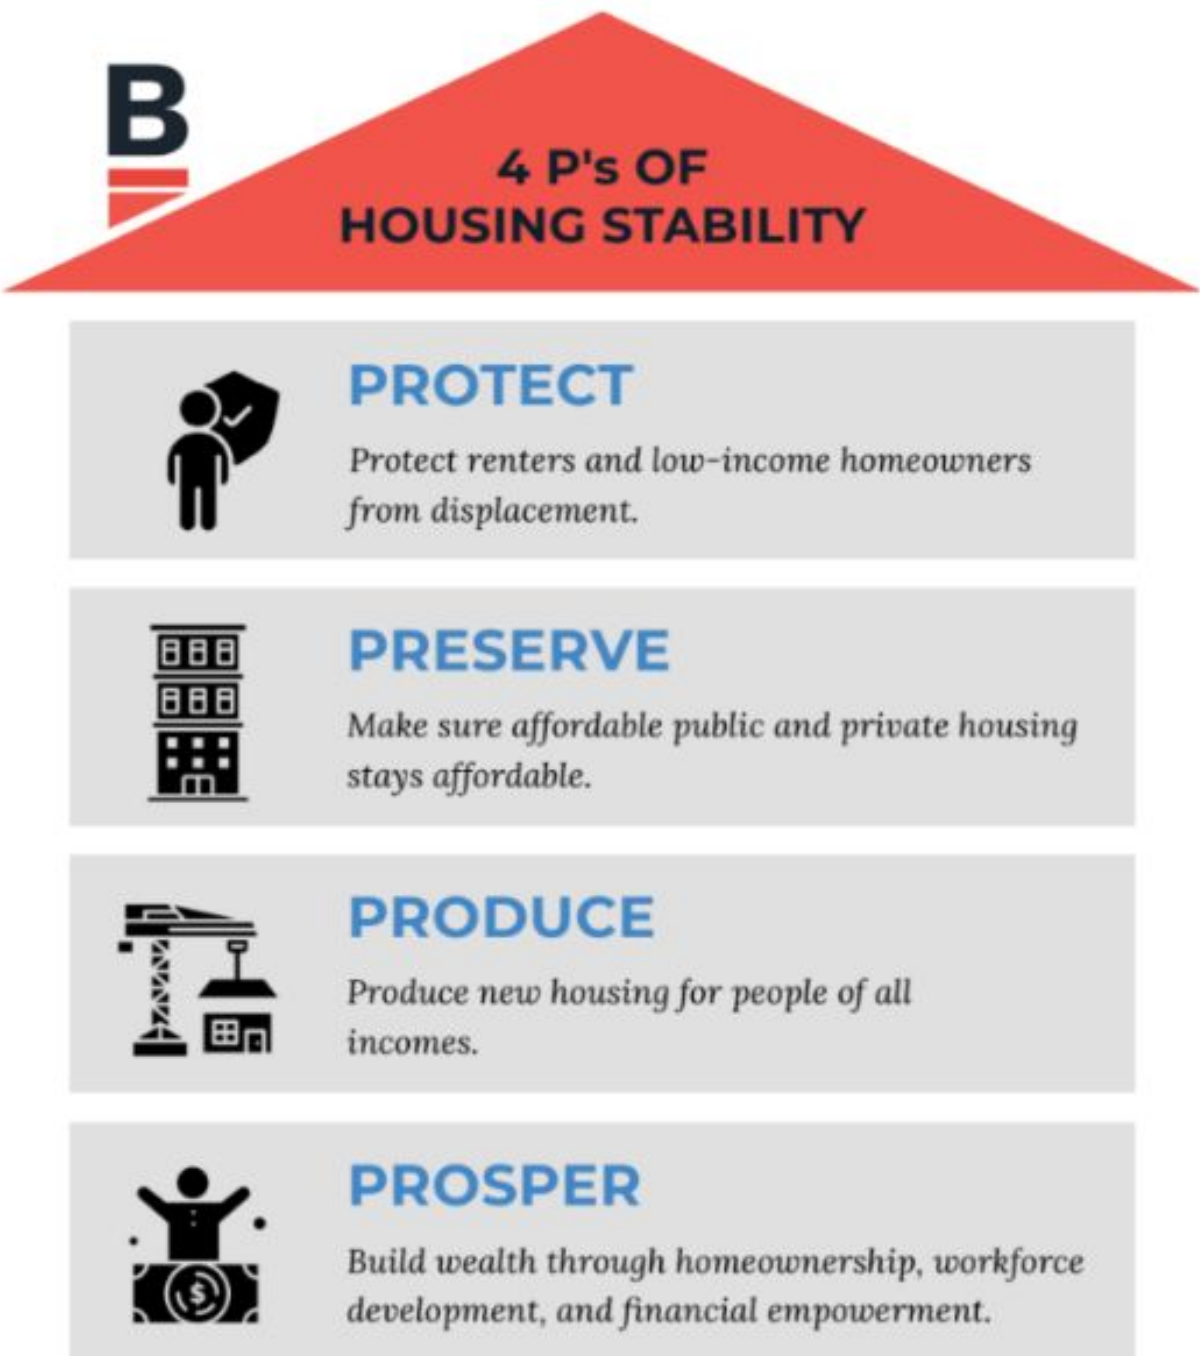 B
4 P's OF
HOUSING STABILITY
PROTECT
Protect renters and low-income homeowners
from displacement.
PRESERVE
Make sure affordable public and private housing
stays affordable.
PRODUCE
Produce new housing for people of all
incomes.
PROSPER
Build wealth through homeownership, workforce
development, and financial empowerment.
$